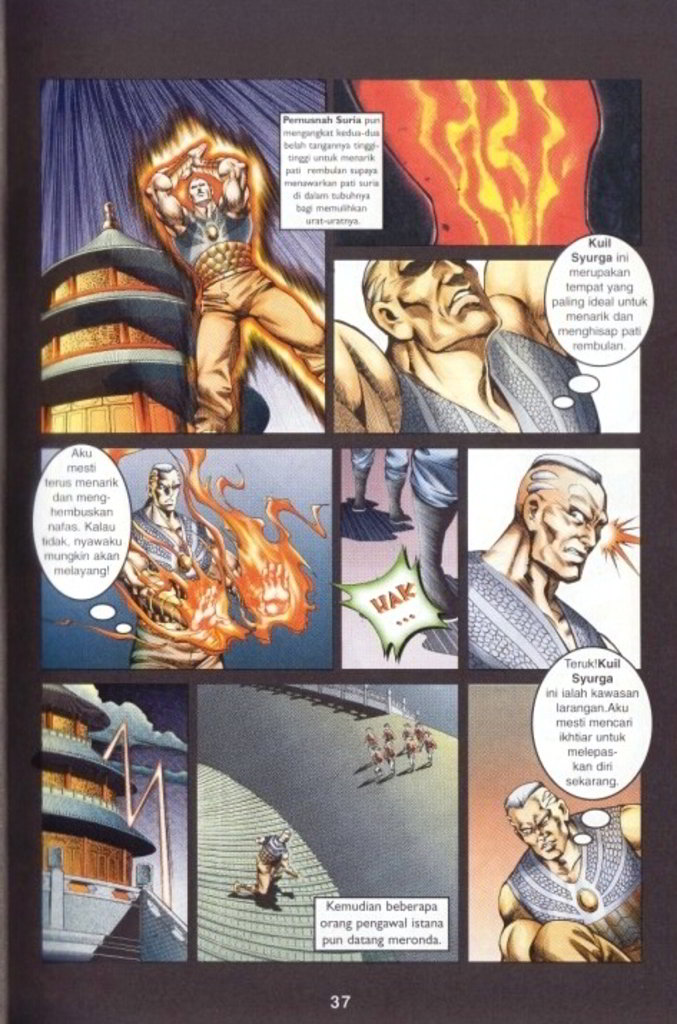 Pemusnah Suria pun
mengangkat kedua-dua
belah tangannya tinggi-
tinggi untuk menarik
pati rembulan supaya
menawarkan pati suria
di dalam tubuhnya
bagi memulihkan
urat-uratnya.
Kuil
Syurga ini
merupakan
tempat yang
paling ideal untuk
menarik dan
menghisap pati
rembulan.
Aku
mesti
terus menarik
dan meng-
hembuskan
nafas. Kalau
tidak, nyawaku
mungkin akan
melayang!
HAK
...
Teruk!Kuil
Syurga
ini ialah kawasan
larangan.Aku
mesti mencari
ikhtiar untuk
melepas-
kan diri
sekarang.
Kemudian beberapa
orang pengawal istana
pun datang meronda.
37